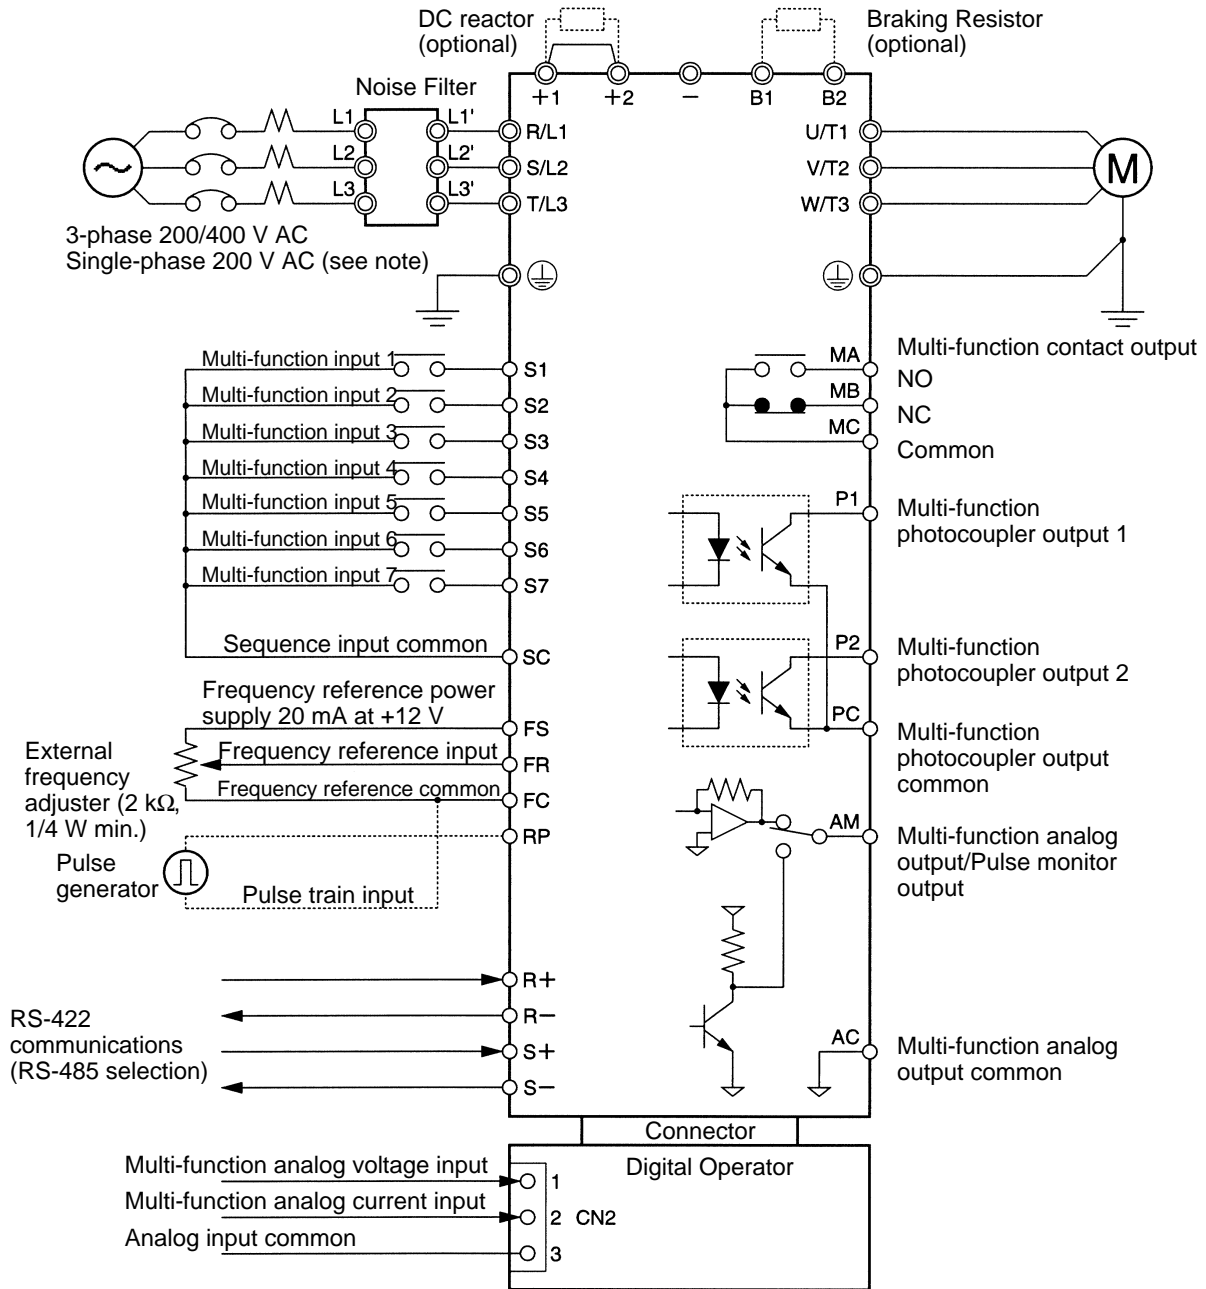 DC reactor
(optional)
Braking Resistor
(optional)
+1
+2
−
B1
B2
Noise Filter
L1
L1'
R/L1
U/T1
L2
L2'
S/L2
V/T2
M
L3
L3'
T/L3
W/T3
3-phase 200/400 V AC
Single-phase 200 V AC (see note)
Multi-function input 1
S1
Multi-function input 2
S2
Multi-function input 3
S3
Multi-function input 4
S4
Multi-function input 5
S5
Multi-function input 6
S6
Multi-function input 7
S7
Sequence input common
SC
Frequency reference power
supply 20 mA at +12 V
FS
Frequency reference input
FR
Frequency reference common
FC
External
frequency
adjuster (2 kΩ,
1/4 W min.)
RP
Pulse
generator
Pulse train input
R+
R−
S+
S−
RS-422
communications
(RS-485 selection)
MA
Multi-function contact output
NO
MB
NC
MC
Common
P1
Multi-function
photocoupler output 1
P2
Multi-function
photocoupler output 2
PC
Multi-function
photocoupler output
common
AM
Multi-function analog
output/Pulse monitor
output
AC
Multi-function analog
output common
Connector
Digital Operator
Multi-function analog voltage input
1
Multi-function analog current input
2 CN2
Analog input common
3